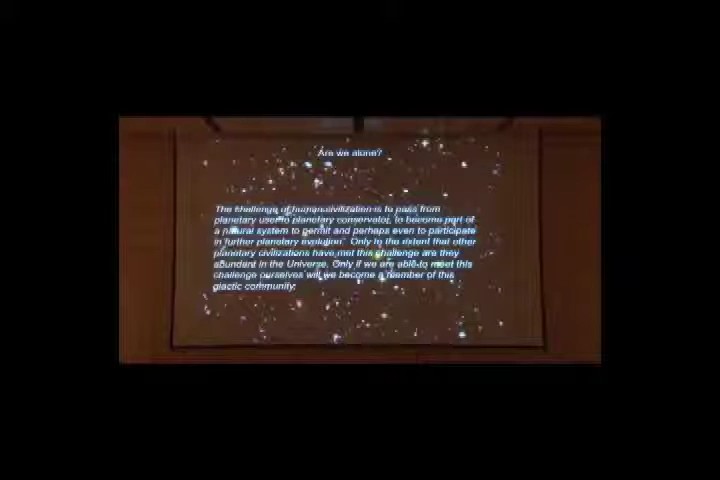 Are we alone?
The challenge of human civilization is to pass from
planetary user to planetary conservator, to become part of
a natural system to permit and perhaps even to participate
in further planetary evolution." Only to the extent that other
planetary civilizations have met this challenge are they
abundant in the Universe. Only if we are able to meet this
challenge ourselves will we become a member of this
glactic community.